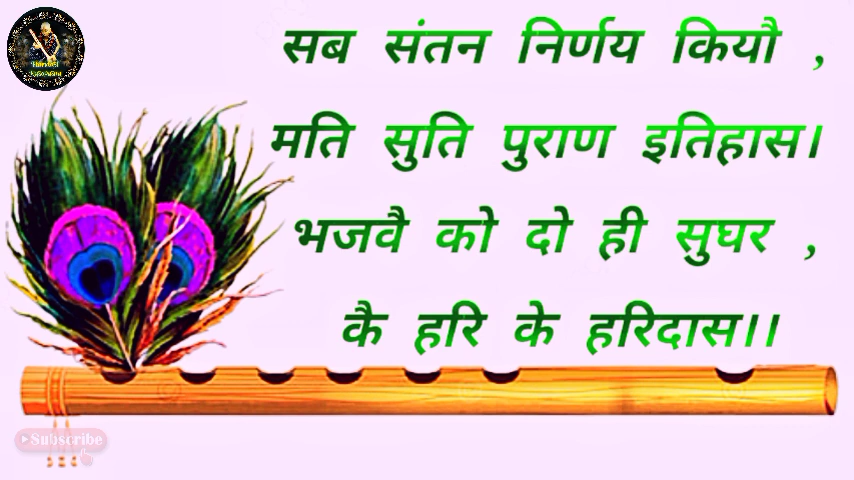 सब संतन निर्णय कियौ ,
मति सुति पुराण इतिहास।
भजवै को दो ही सुघर ,
कै हरि के हरिदास।।
Subscribe